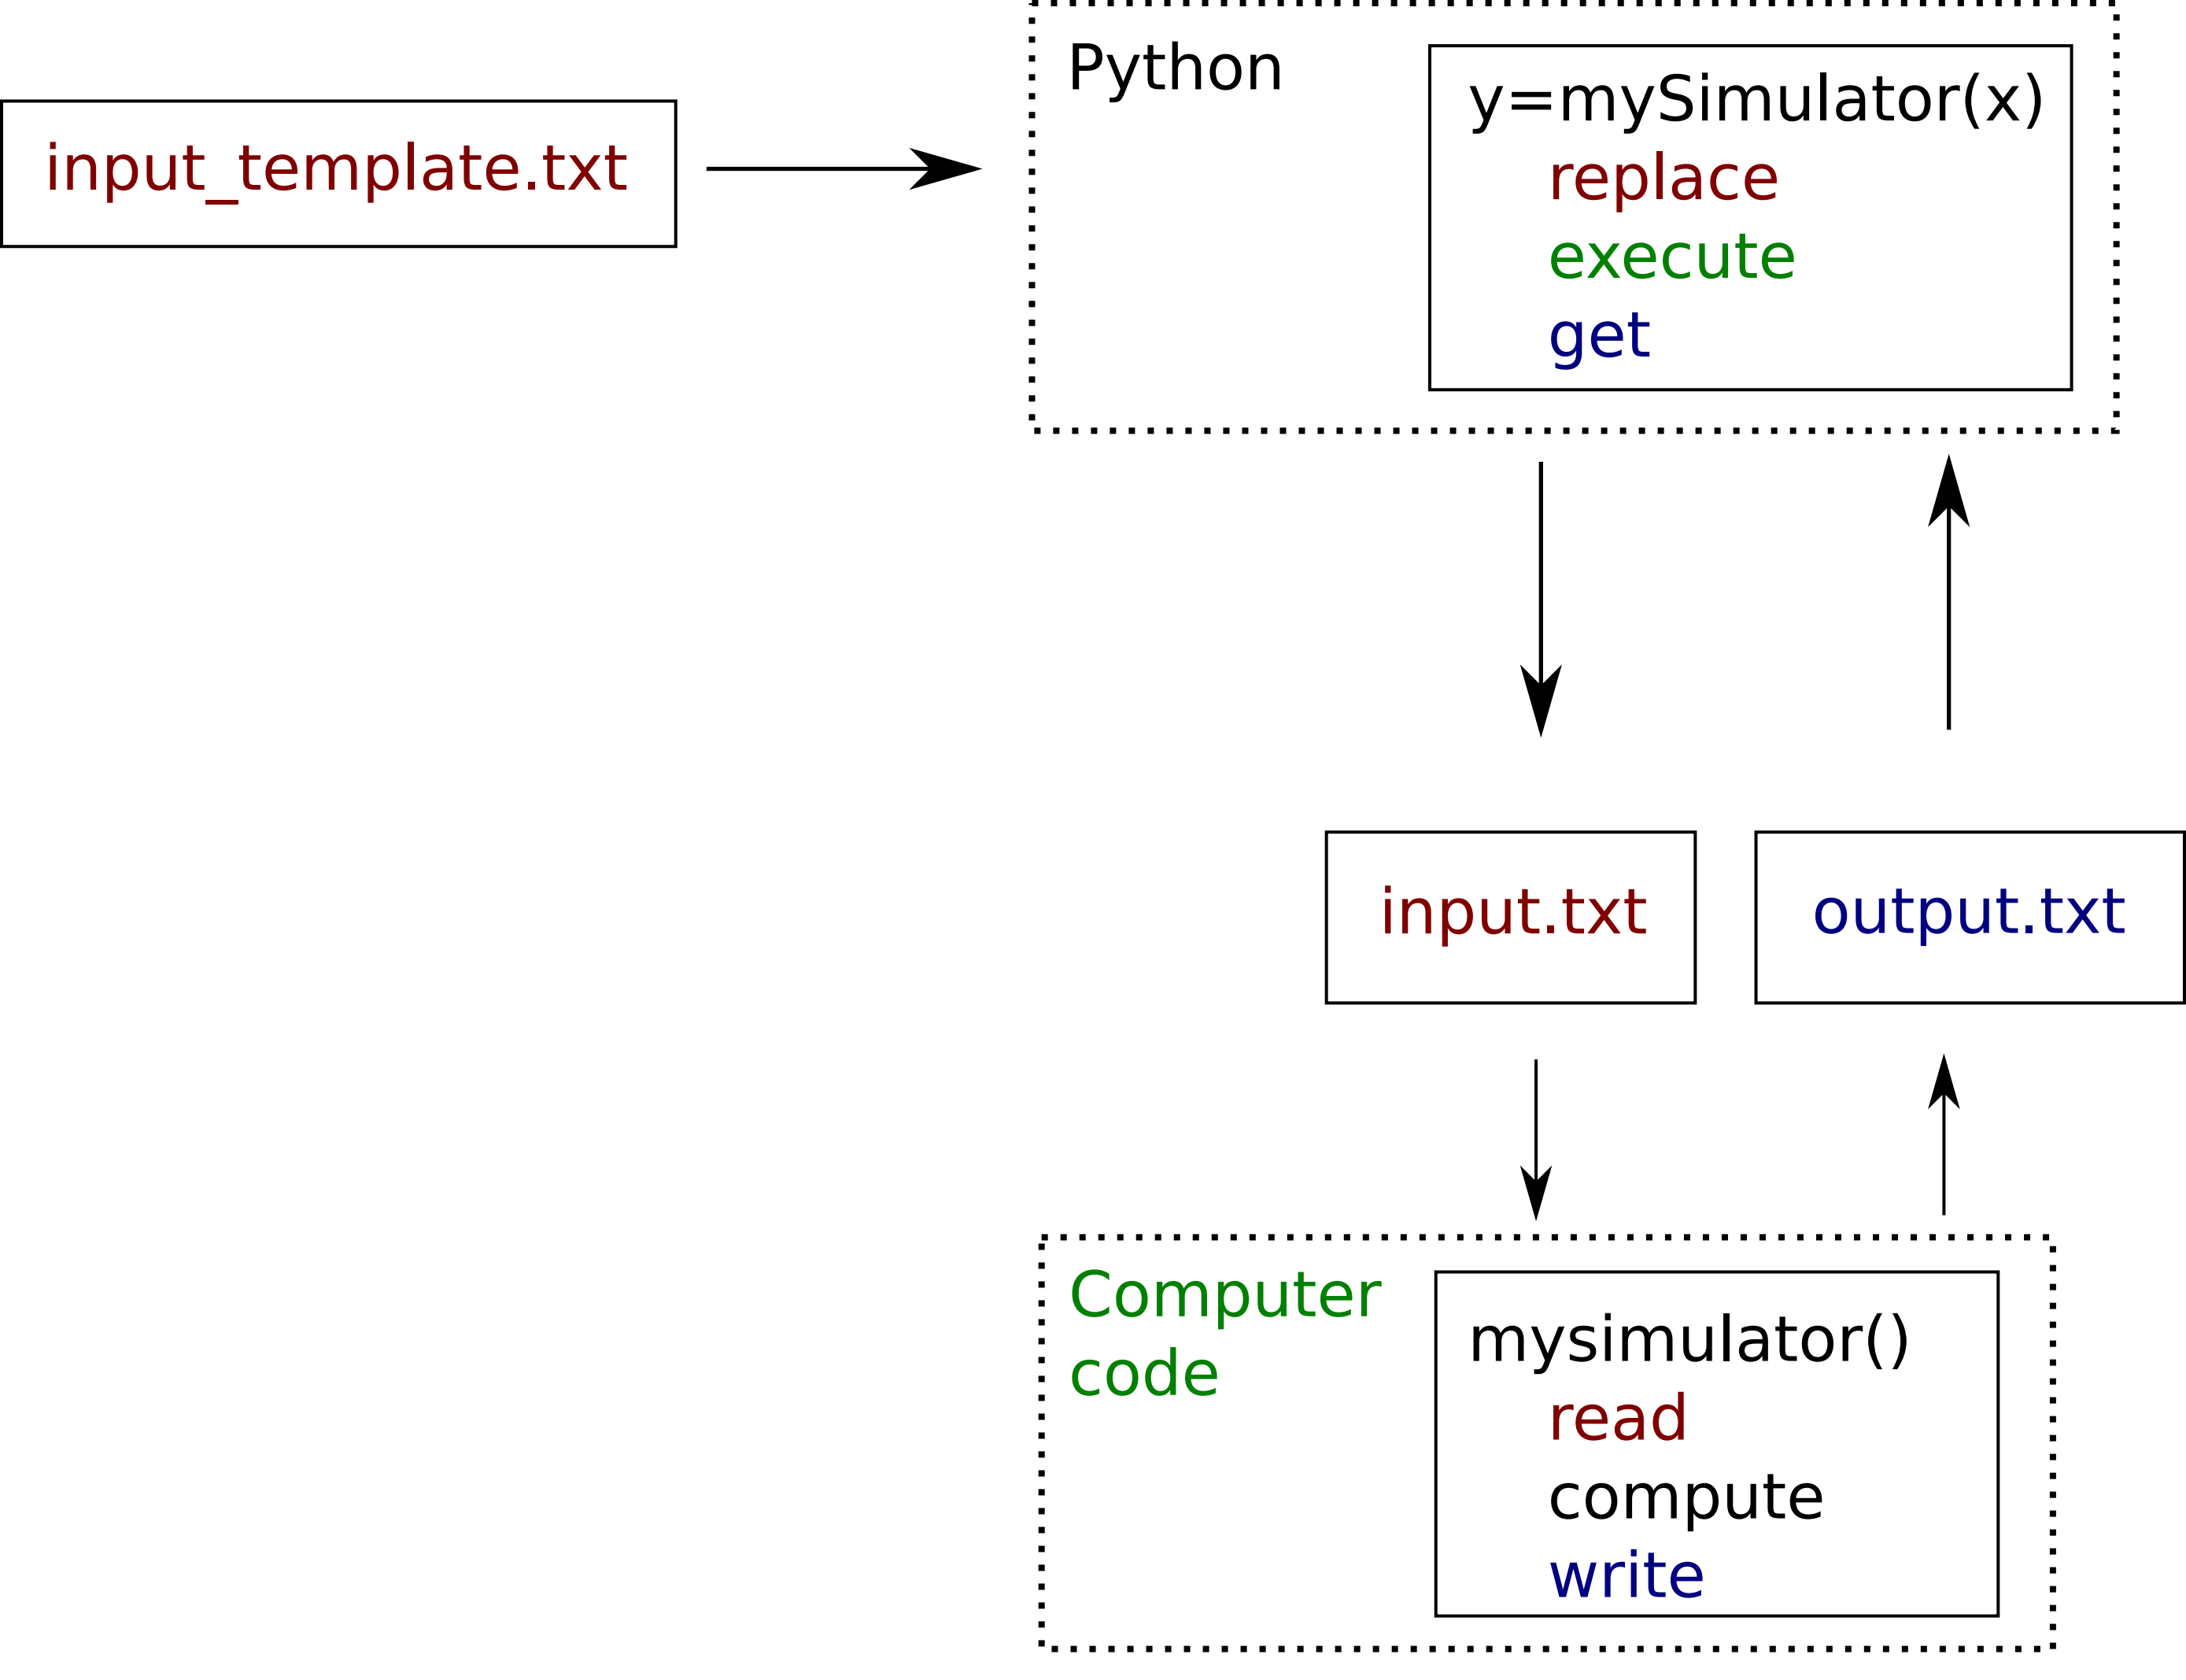 input_template.txt
Python
y=mySimulator(x)
replace
execute
get
input.txt
output.txt
Computer
code
mysimulator()
read
compute
write